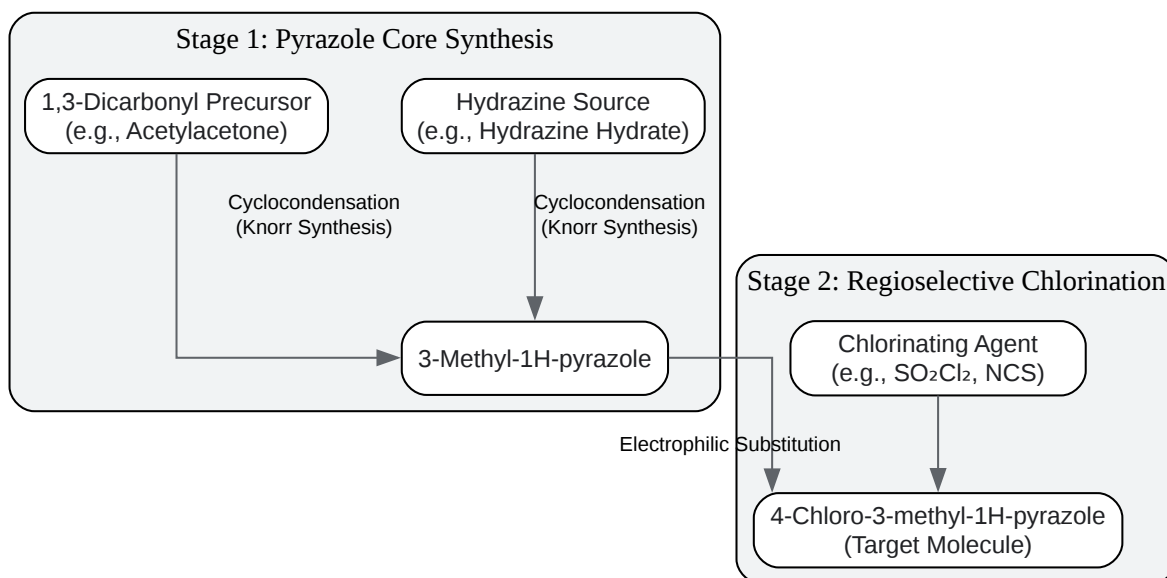 Stage 1: Pyrazole Core Synthesis
1,3-Dicarbonyl Precursor
(e.g., Acetylacetone)
Hydrazine Source
(e.g., Hydrazine Hydrate)
Cyclocondensation
(Knorr Synthesis)
Cyclocondensation
(Knorr Synthesis)
3-Methyl-1H-pyrazole
Stage 2: Regioselective Chlorination
Chlorinating Agent
(e.g., SO₂Cl₂, NCS)
Electrophilic Substitution
4-Chloro-3-methyl-1H-pyrazole
(Target Molecule)